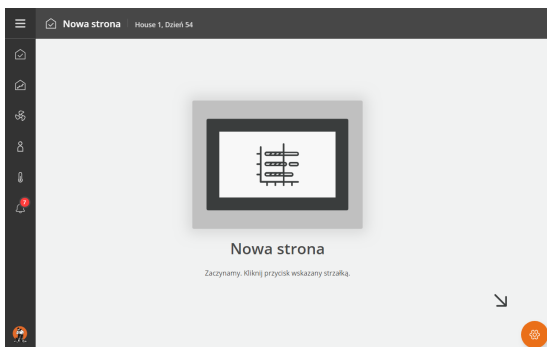 Nowa strona House 1, Dzień 54
7
Nowa strona
Zaczynamy. Kliknij przycisk wskazany strzałką.